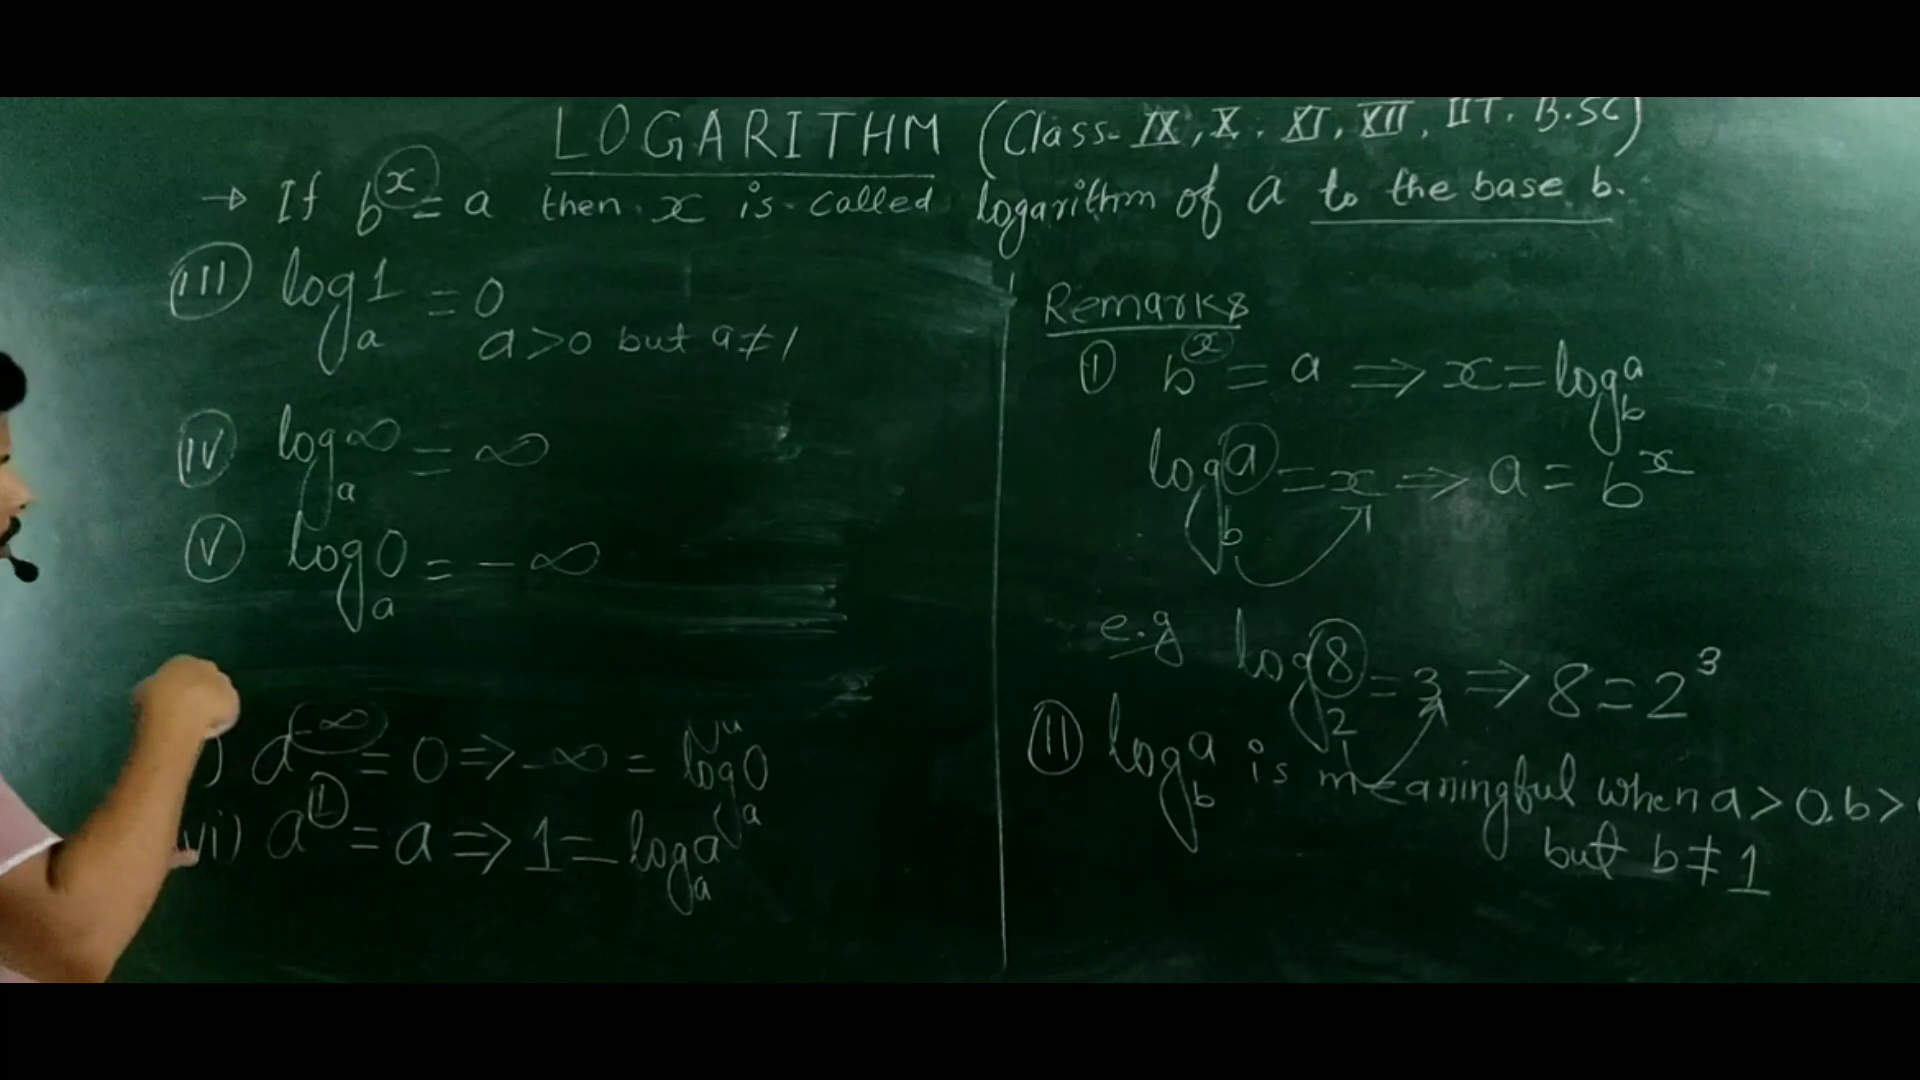 LOGARITHM (Class- IX, X, XI, XII, IIT, B.SC)
→ If b^x = a then x is called logarithm of a to the base b.
(III) log_a 1 = 0
a>0 but a≠1
(IV) log_a ∞ = ∞
(V) log_a 0 = -∞
) a^-∞ = 0 ⇒ -∞ = log_a 0
vi) a^1 = a ⇒ 1 = log_a a
Remarks
(I) b^x = a ⇒ x = log_b a
log_b a = x ⇒ a = b^x
e.g log_2 8 = 3 ⇒ 8 = 2^3
(II) log_b a is meaningful when a > 0, b >
but b ≠ 1